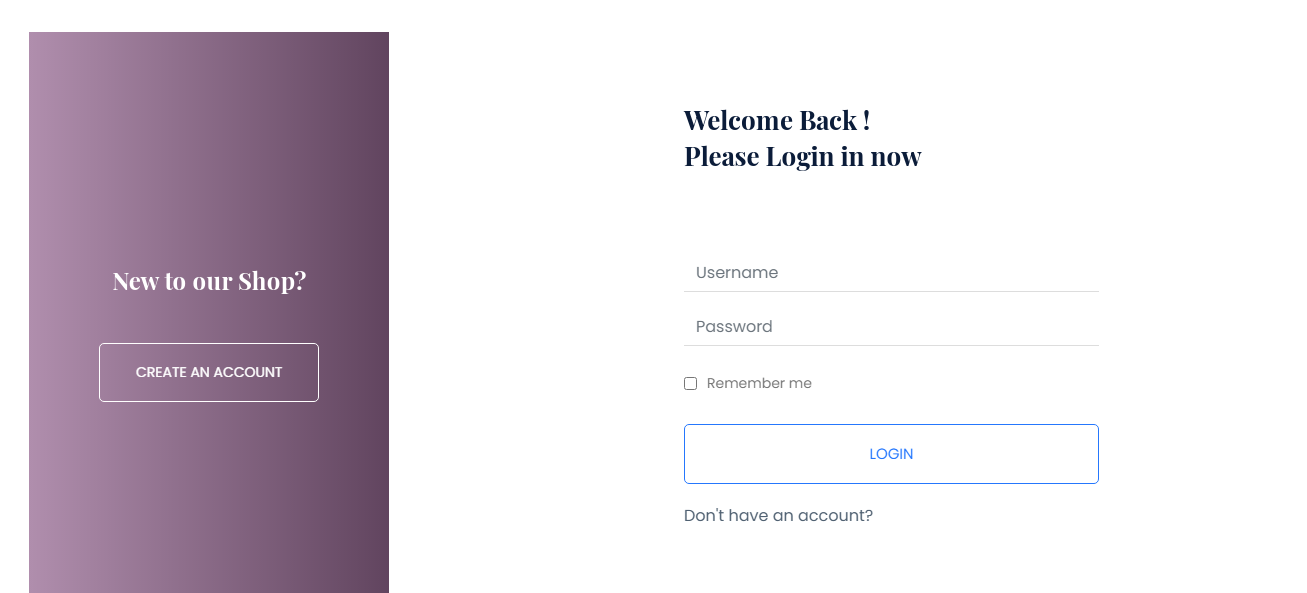 New to our Shop?
CREATE AN ACCOUNT
Welcome Back !
Please Login in now
Username
Password
Remember me
LOGIN
Don't have an account?